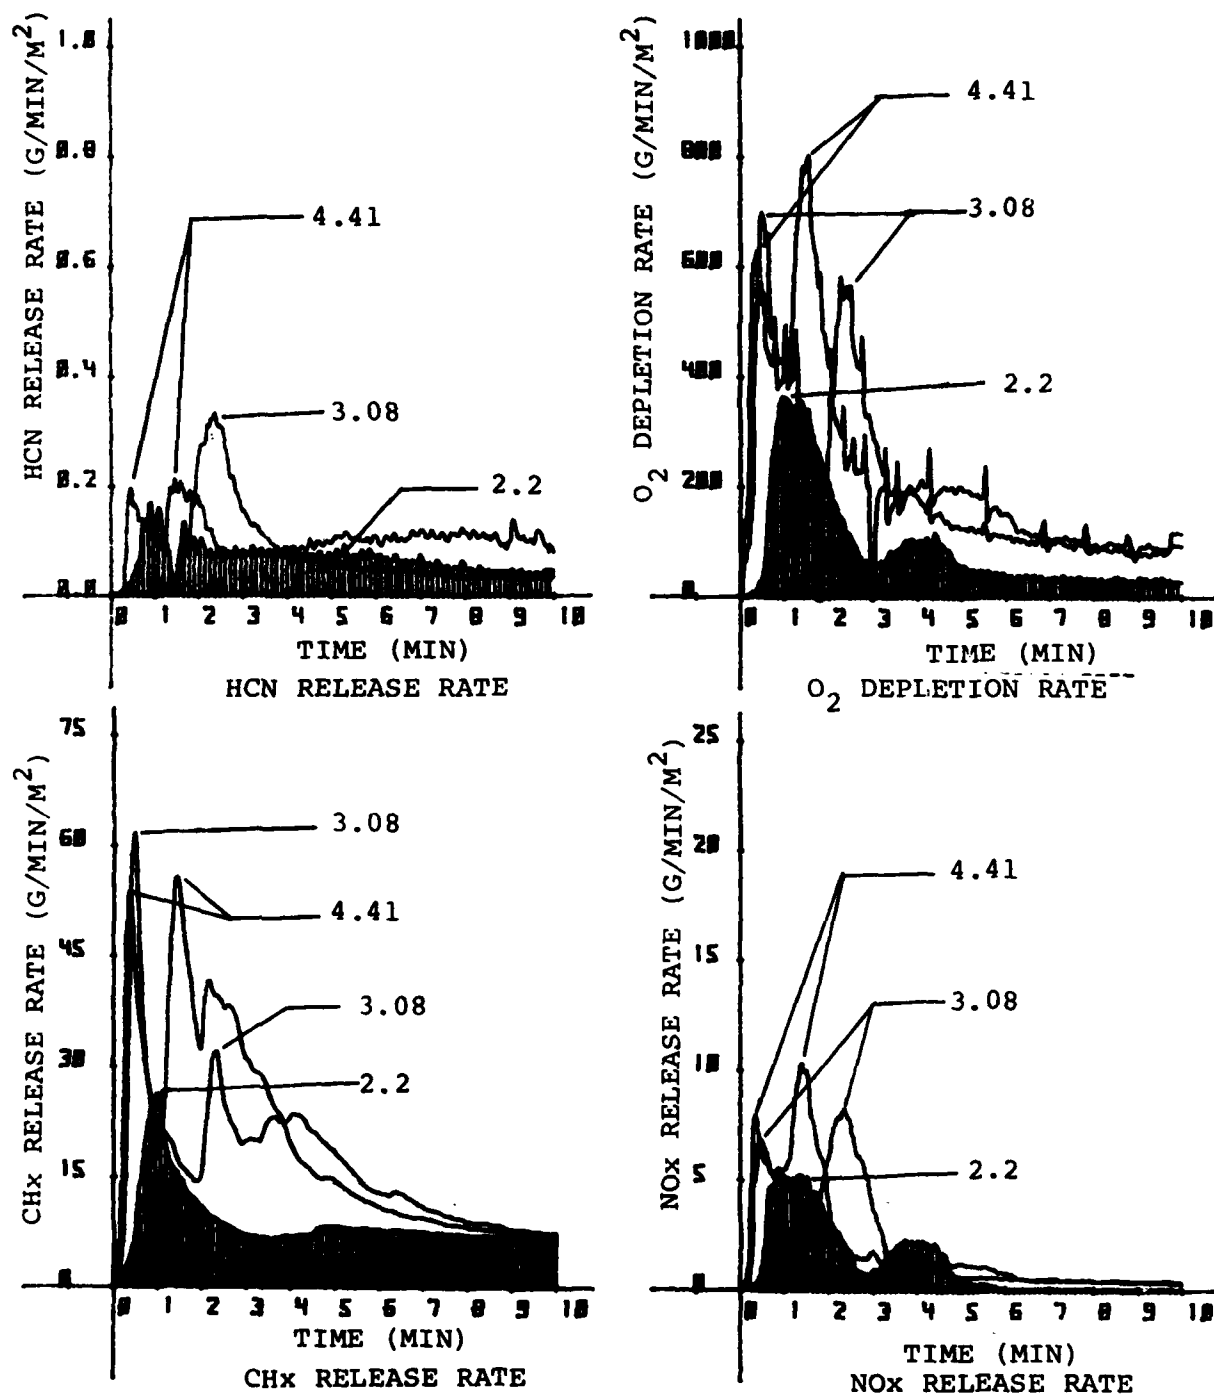 HCN RELEASE RATE (G/MIN/M²)
1.0
0.8
0.6
0.4
0.2
0.0
4.41
3.08
2.2
0 1 2 3 4 5 6 7 8 9 10
TIME (MIN)
HCN RELEASE RATE
O₂ DEPLETION RATE (G/MIN/M²)
1000
800
600
400
200
0
4.41
3.08
2.2
0 1 2 3 4 5 6 7 8 9 10
TIME (MIN)
O₂ DEPLETION RATE
CHx RELEASE RATE (G/MIN/M²)
75
60
45
30
15
0
3.08
4.41
3.08
2.2
0 1 2 3 4 5 6 7 8 9 10
TIME (MIN)
CHx RELEASE RATE
NOx RELEASE RATE (G/MIN/M²)
25
20
15
10
5
0
4.41
3.08
2.2
0 1 2 3 4 5 6 7 8 9 10
TIME (MIN)
NOx RELEASE RATE